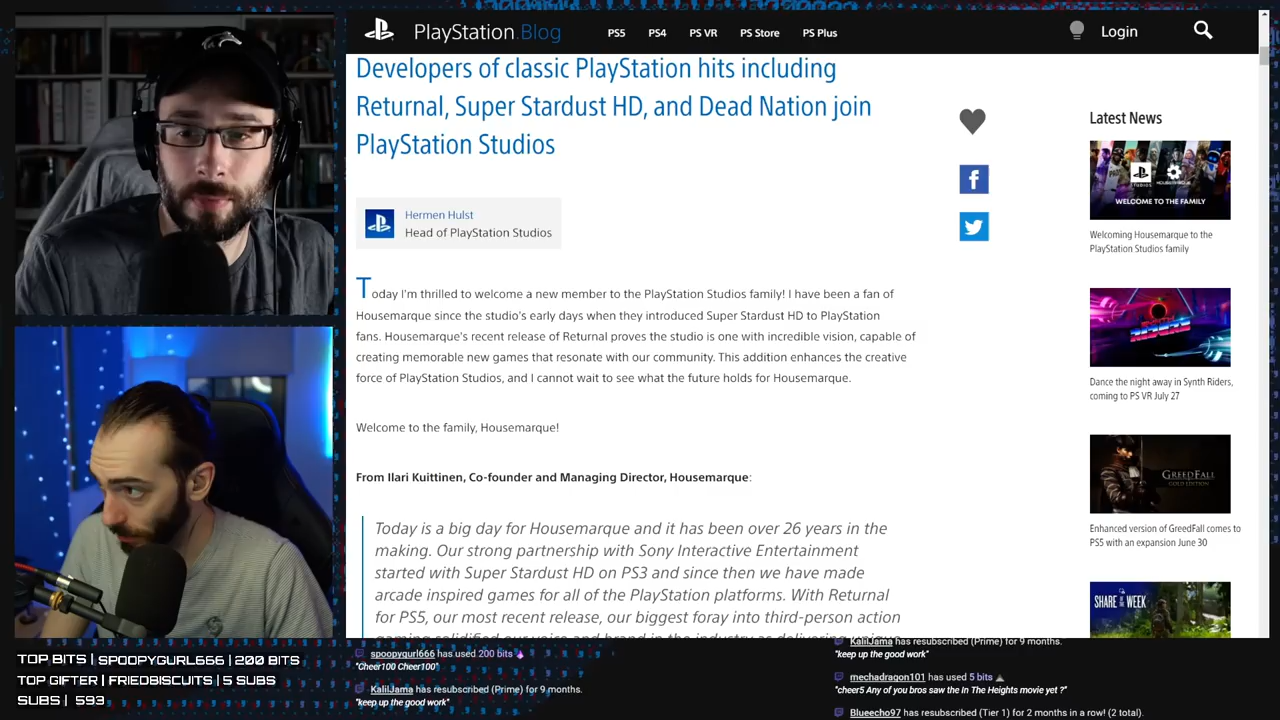 PlayStation.Blog
PS5
PS4
PS VR
PS Store
PS Plus
Login
Developers of classic PlayStation hits including
Returnal, Super Stardust HD, and Dead Nation join
PlayStation Studios
Hermen Hulst
Head of PlayStation Studios
Today I'm thrilled to welcome a new member to the PlayStation Studios family! I have been a fan of
Housemarque since the studio's early days when they introduced Super Stardust HD to PlayStation
fans. Housemarque's recent release of Returnal proves the studio is one with incredible vision, capable of
creating memorable new games that resonate with our community. This addition enhances the creative
force of PlayStation Studios, and I cannot wait to see what the future holds for Housemarque.
Welcome to the family, Housemarque!
From Ilari Kuittinen, Co-founder and Managing Director, Housemarque:
Today is a big day for Housemarque and it has been over 26 years in the
making. Our strong partnership with Sony Interactive Entertainment
started with Super Stardust HD on PS3 and since then we have made
arcade inspired games for all of the PlayStation platforms. With Returnal
for PS5, our most recent release, our biggest foray into third-person action
gaming solidified our voice and brand in the industry as delivering
Latest News
WELCOME TO THE FAMILY
Welcoming Housemarque to the
PlayStation Studios family
Dance the night away in Synth Riders,
coming to PS VR July 27
GREEDFALL
GOLD EDITION
Enhanced version of GreedFall comes to
PS5 with an expansion June 30
SHARE OF THE
WEEK
TOP BITS | SPOOPYGURL666 | 200 BITS
TOP GIFTER | FRIEDBISCUITS | 5 SUBS
SUBS | 593
spoopygurl666 has used 200 bits
"Cheer100 Cheer100"
KalilJama has resubscribed (Prime) for 9 months.
"keep up the good work"
KalilJama has resubscribed (Prime) for 9 months.
"keep up the good work"
mechadragon101 has used 5 bits
"cheer5 Any of you bros saw the In The Heights movie yet ?"
Blueecho97 has resubscribed (Tier 1) for 2 months in a row! (2 total).